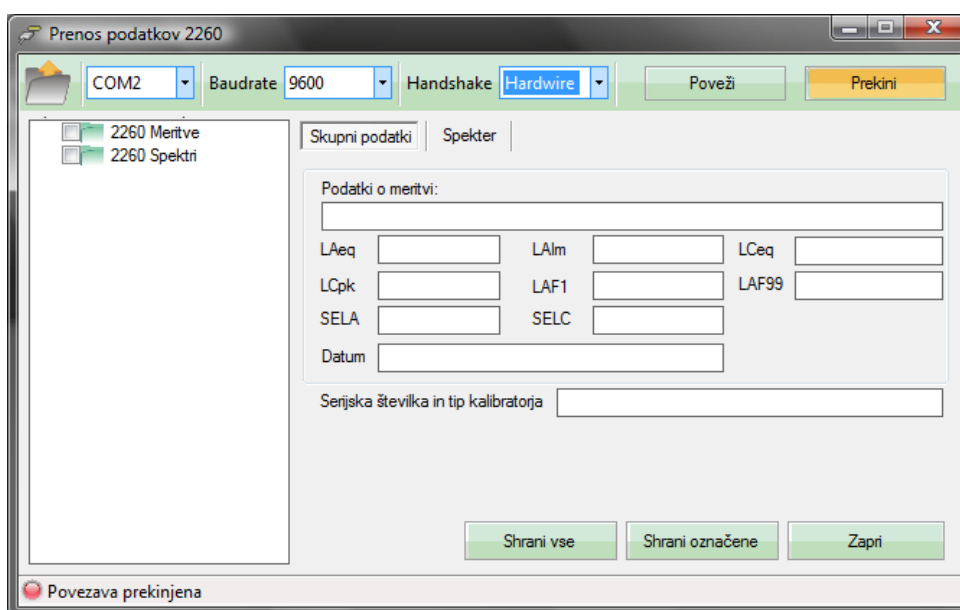 Prenos podatkov 2260
COM2 Baudrate 9600 Handshake Hardwire Poveži Prekini
2260 Meritve
2260 Spektri
Skupni podatki Spekter
Podatki o meritvi:
LAeq LAIm LCeq
LCpk LAF1 LAF99
SELA SELC
Datum
Serijska številka in tip kalibratorja
Shrani vse Shrani označene Zapri
Povezava prekinjena